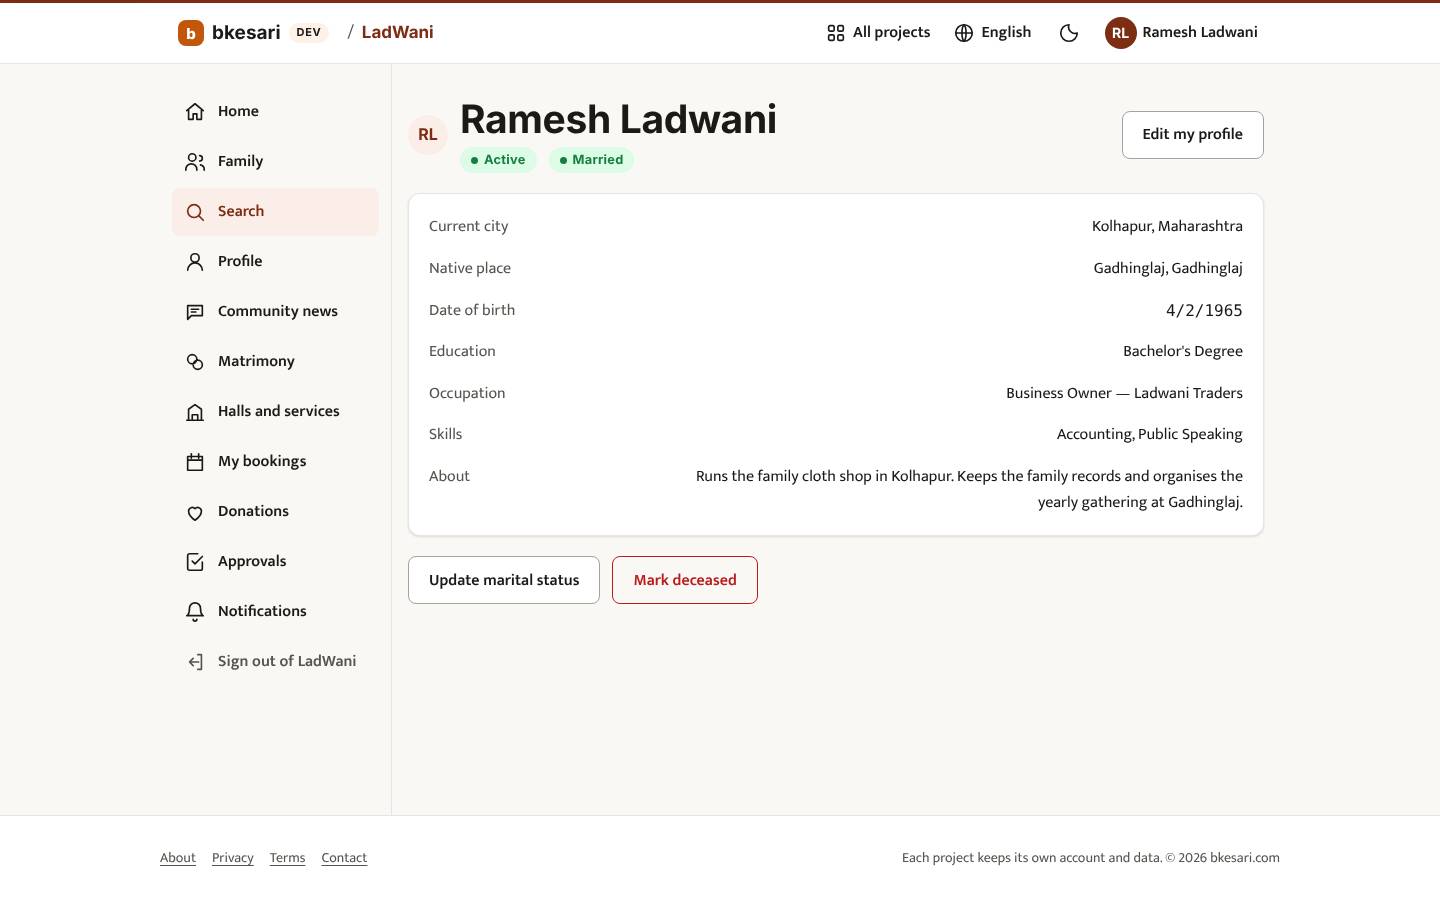 b bkesari DEV / LadWani
All projects
English
RL Ramesh Ladwani
Home
Family
Search
Profile
Community news
Matrimony
Halls and services
My bookings
Donations
Approvals
Notifications
Sign out of LadWani
RL
Ramesh Ladwani
Active Married
Edit my profile
Current city Kolhapur, Maharashtra
Native place Gadhinglaj, Gadhinglaj
Date of birth 4/2/1965
Education Bachelor's Degree
Occupation Business Owner — Ladwani Traders
Skills Accounting, Public Speaking
About Runs the family cloth shop in Kolhapur. Keeps the family records and organises the
yearly gathering at Gadhinglaj.
Update marital status Mark deceased
About Privacy Terms Contact
Each project keeps its own account and data. © 2026 bkesari.com